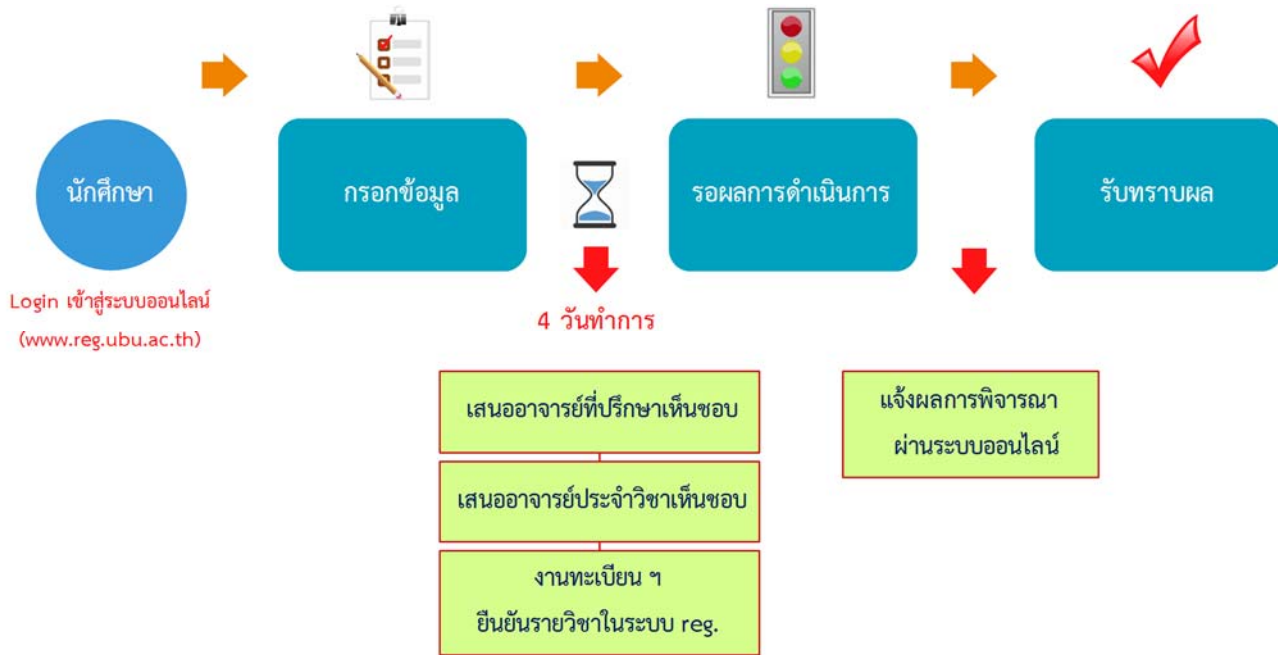 นักศึกษา
กรอกข้อมูล
รอผลการดำเนินการ
รับทราบผล
Login เข้าสู่ระบบออนไลน์
(www.reg.ubu.ac.th)
4 วันทำการ
เสนออาจารย์ที่ปรึกษาเห็นชอบ
เสนออาจารย์ประจำวิชาเห็นชอบ
งานทะเบียน ฯ
ยืนยันรายวิชาในระบบ reg.
แจ้งผลการพิจารณา
ผ่านระบบออนไลน์